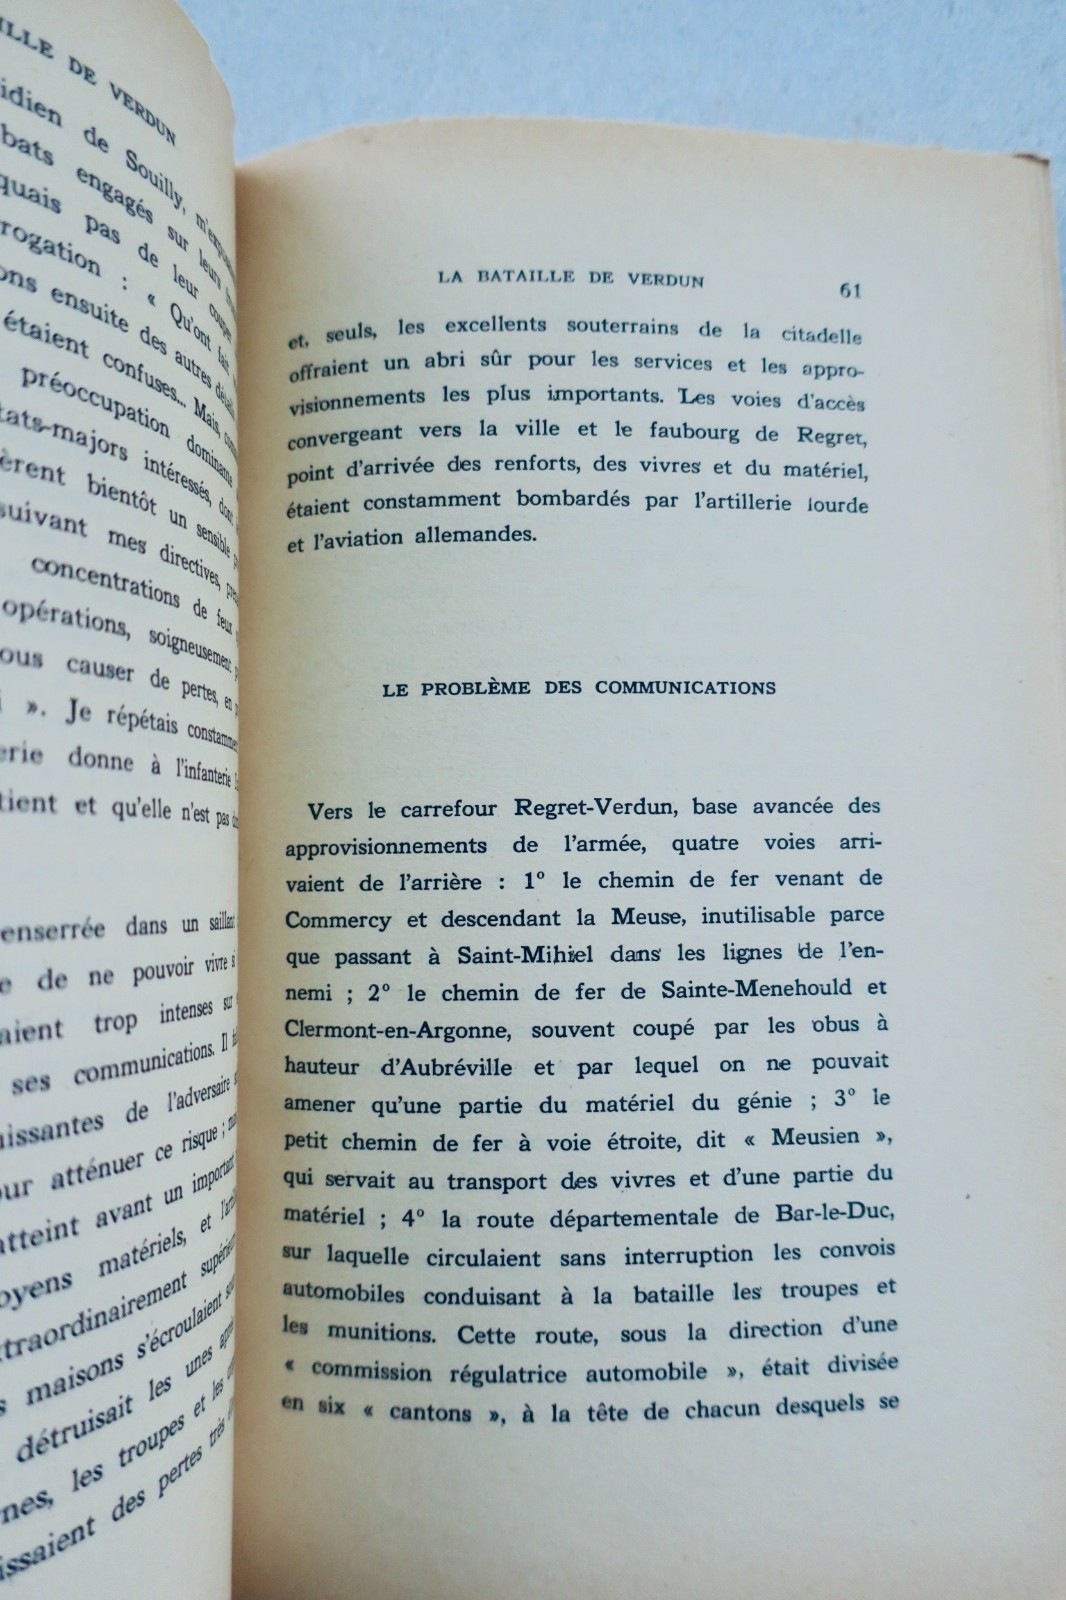 ILLE DE VERDUN
idien de Souilly,
bats engagés sur leurs
quais pas de leur couper
rogation : « Qu'ont fait,
ons ensuite des autres
étaient confuses... Mais,
préoccupation dominante
tats-majors intéressés, dont
èrent bientôt un sensible
suivant mes directives,
concentrations de feux
opérations, soigneusement
ous causer de pertes, en
». Je répétais
erie donne à l'infanterie
tient et qu'elle n'est pas
enserrée dans un
e de ne pouvoir vivre si
aient trop intenses sur
ses communications. Il
issantes de l'adversaire
our atténuer ce risque ;
atteint avant un important
oyens matériels, et
xtraordinairement
s maisons s'écroulaient
détruisait les unes
nes, les troupes et les
issaient des pertes très
LA BATAILLE DE VERDUN 61
et, seuls, les excellents souterrains de la citadelle
offraient un abri sûr pour les services et les appro-
visionnements les plus importants. Les voies d'accès
convergeant vers la ville et le faubourg de Regret,
point d'arrivée des renforts, des vivres et du matériel,
étaient constamment bombardés par l'artillerie lourde
et l'aviation allemandes.
LE PROBLÈME DES COMMUNICATIONS
Vers le carrefour Regret-Verdun, base avancée des
approvisionnements de l'armée, quatre voies arri-
vaient de l'arrière : 1° le chemin de fer venant de
Commercy et descendant la Meuse, inutilisable parce
que passant à Saint-Mihiel dans les lignes de l'en-
nemi ; 2° le chemin de fer de Sainte-Menehould et
Clermont-en-Argonne, souvent coupé par les obus à
hauteur d'Aubréville et par lequel on ne pouvait
amener qu'une partie du matériel du génie ; 3° le
petit chemin de fer à voie étroite, dit « Meusien »,
qui servait au transport des vivres et d'une partie du
matériel ; 4° la route départementale de Bar-le-Duc,
sur laquelle circulaient sans interruption les convois
automobiles conduisant à la bataille les troupes et
les munitions. Cette route, sous la direction d'une
« commission régulatrice automobile », était divisée
en six « cantons », à la tête de chacun desquels se